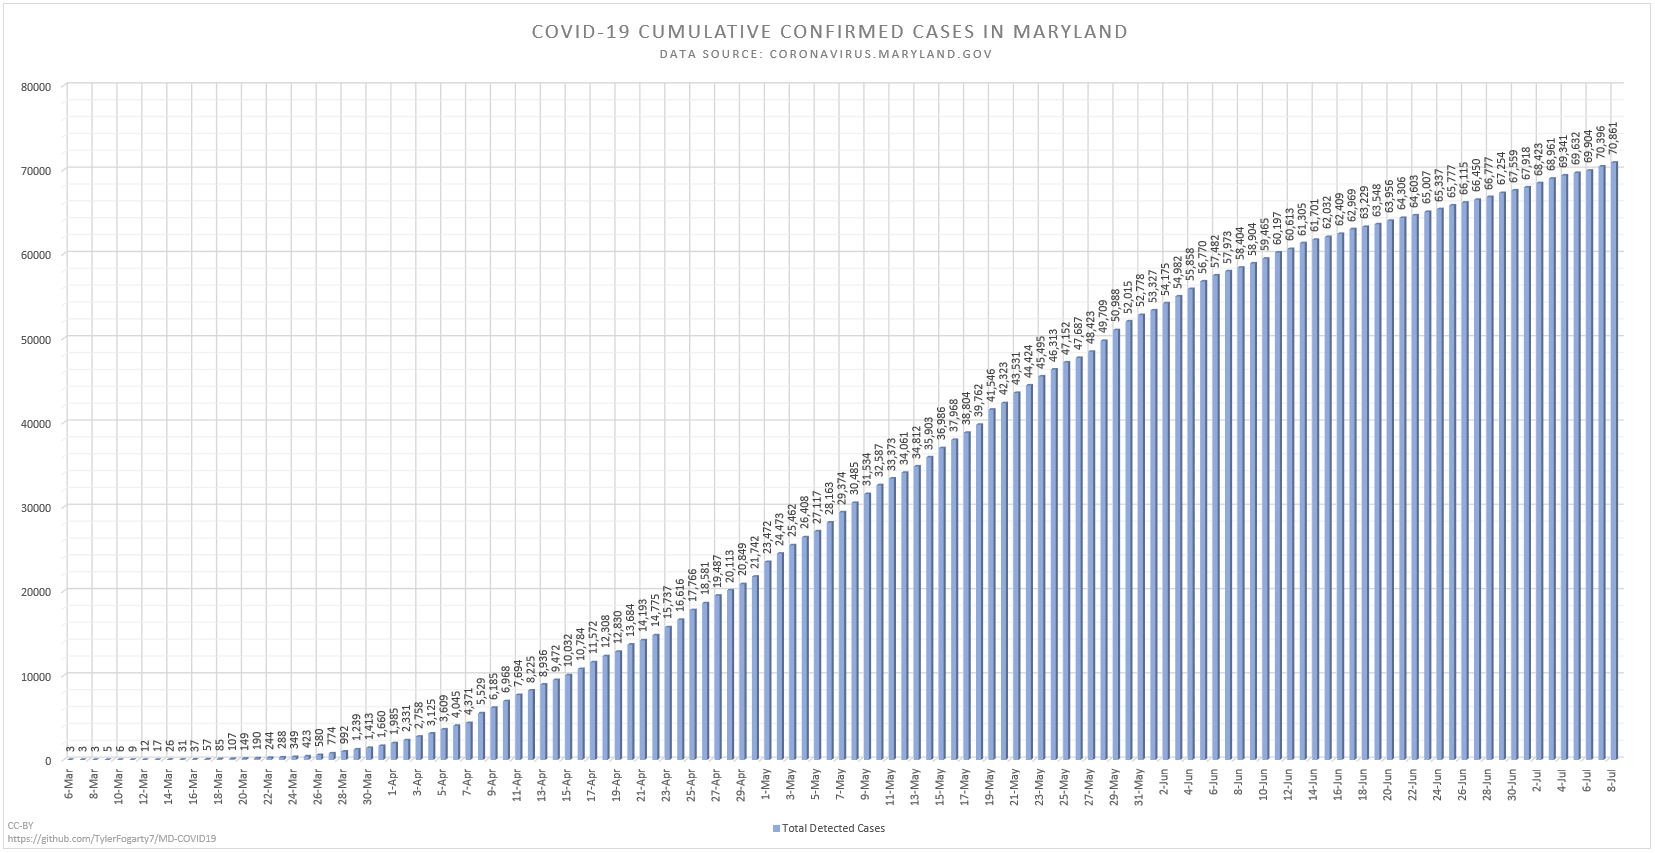 COVID-19 CUMULATIVE CONFIRMED CASES IN MARYLAND
DATA SOURCE: CORONAVIRUS.MARYLAND.GOV
80000
70000
60000
50000
40000
30000
20000
10000
0
3 3 3 5 6 9 12 17 26 31 37 57 85 107 149 190 244 288 349 423 580 774 992 1,239 1,413 1,660 1,985 2,331 2,758 3,125 3,609 4,045 4,371 5,529 6,185 6,968 7,694 8,225 8,936 9,472 10,032 10,784 11,572 12,308 12,830 13,684 14,193 14,775 15,737 16,616 17,766 18,581 19,487 20,113 20,849 21,742 23,472 24,473 25,462 26,408 27,117 28,163 29,374 30,485 31,534 32,587 33,373 34,061 34,812 35,903 36,986 37,968 38,804 39,762 41,546 42,323 43,531 44,424 45,495 46,313 47,152 47,687 48,423 49,709 50,988 52,015 52,778 53,327 54,175 54,982 55,858 56,770 57,482 57,973 58,404 58,904 59,465 60,197 60,613 61,305 61,701 62,032 62,409 62,969 63,229 63,548 63,956 64,306 64,603 65,007 65,337 65,777 66,115 66,450 66,777 67,254 67,559 67,918 68,423 68,961 69,341 69,632 69,904 70,396 70,861
6-Mar 8-Mar 10-Mar 12-Mar 14-Mar 16-Mar 18-Mar 20-Mar 22-Mar 24-Mar 26-Mar 28-Mar 30-Mar 1-Apr 3-Apr 5-Apr 7-Apr 9-Apr 11-Apr 13-Apr 15-Apr 17-Apr 19-Apr 21-Apr 23-Apr 25-Apr 27-Apr 29-Apr 1-May 3-May 5-May 7-May 9-May 11-May 13-May 15-May 17-May 19-May 21-May 23-May 25-May 27-May 29-May 31-May 2-Jun 4-Jun 6-Jun 8-Jun 10-Jun 12-Jun 14-Jun 16-Jun 18-Jun 20-Jun 22-Jun 24-Jun 26-Jun 28-Jun 30-Jun 2-Jul 4-Jul 6-Jul 8-Jul
Total Detected Cases
CC-BY
https://github.com/TylerFogarty7/MD-COVID19